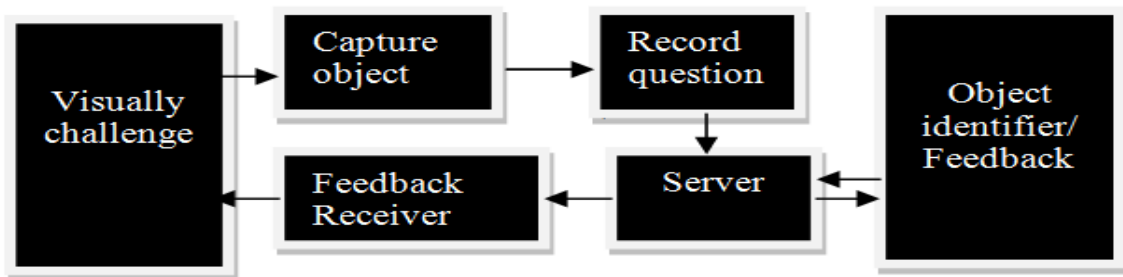 Visually
challenge
Capture
object
Record
question
Object
identifier/
Feedback
Feedback
Receiver
Server